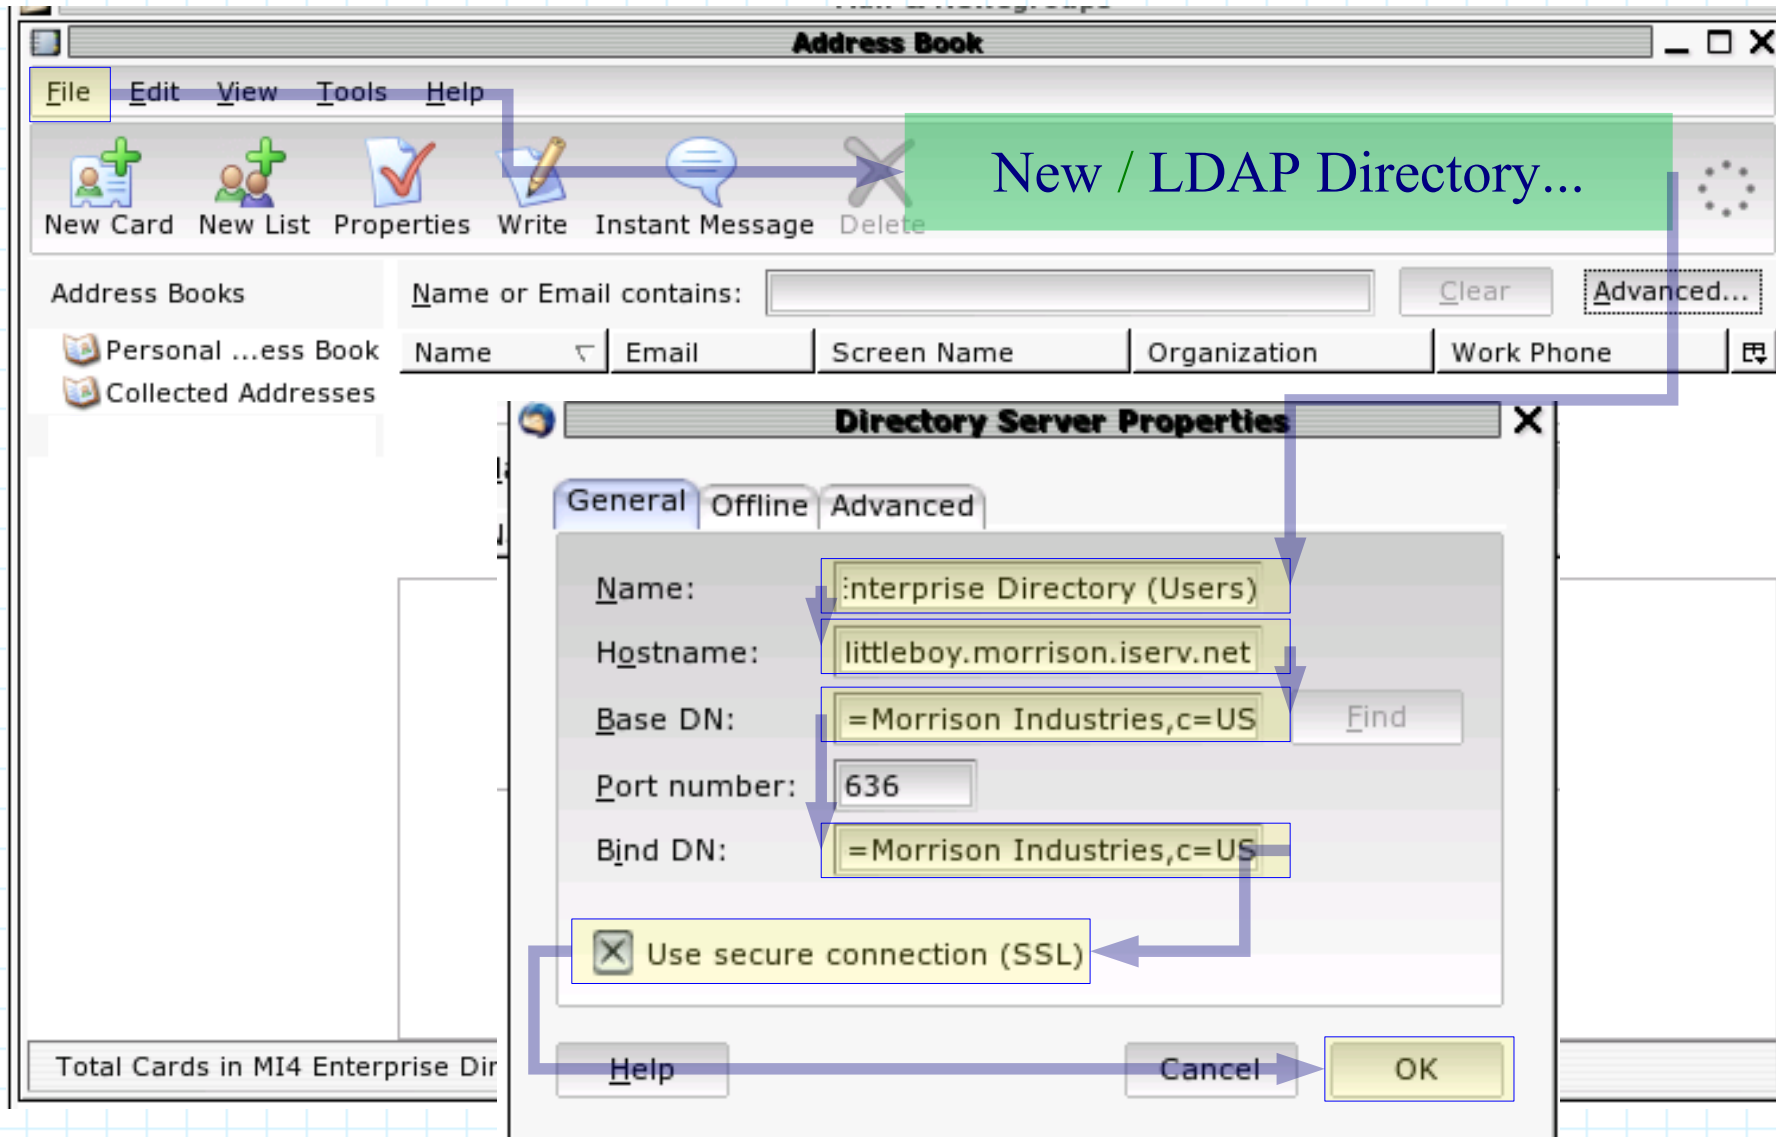 Address Book
File Edit View Tools Help
New / LDAP Directory...
New Card New List Properties Write Instant Message Delete
Address Books Name or Email contains: Clear Advanced...
Personal ...ess Book Name Email Screen Name Organization Work Phone
Collected Addresses
Directory Server Properties
General Offline Advanced
Name: nterprise Directory (Users)
Hostname: littleboy.morrison.iserv.net
Base DN: =Morrison Industries,c=US Find
Port number: 636
Bind DN: =Morrison Industries,c=US
Use secure connection (SSL)
Total Cards in MI4 Enterprise Dir Help Cancel OK